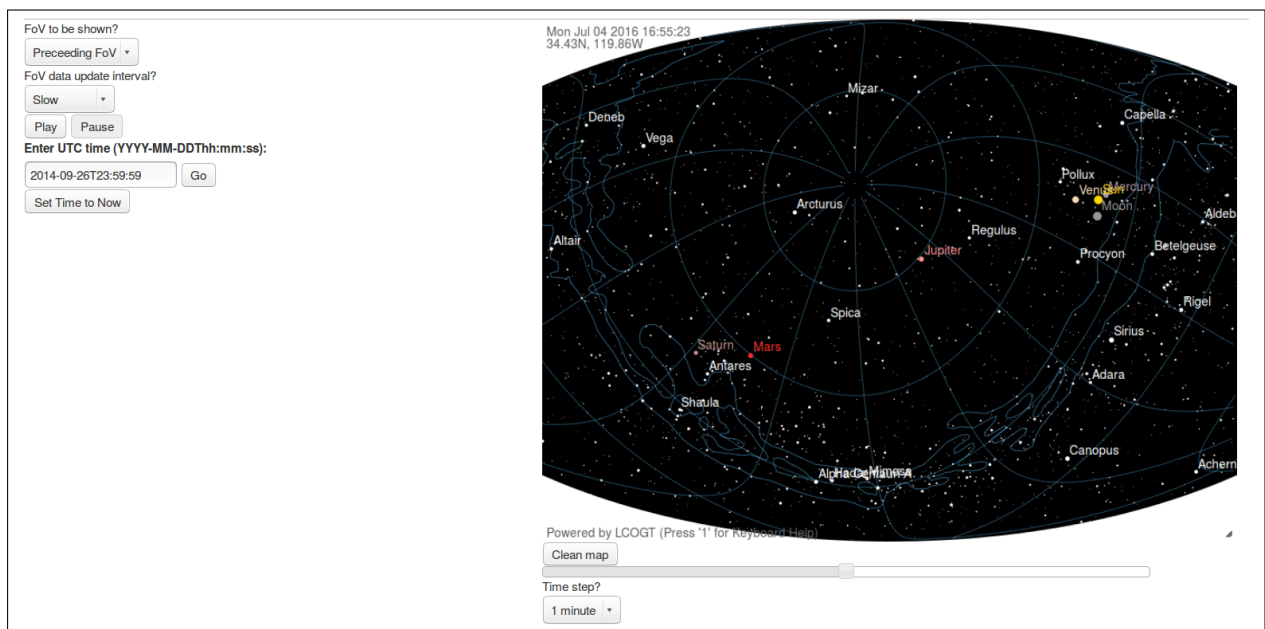 FoV to be shown?
Preceeding FoV
FoV data update interval?
Slow
Play Pause
Enter UTC time (YYYY-MM-DDThh:mm:ss):
2014-09-26T23:59:59 Go
Set Time to Now
Mon Jul 04 2016 16:55:23
34.43N, 119.86W
Mizar
Deneb
Capella
Vega
Pollux
Venus Sun Mercury
Moon
Arcturus
Aldeb
Regulus
Altair
Jupiter
Procyon
Betelgeuse
Rigel
Spica
Sirius
Saturn
Mars
Antares
Adara
Shaula
Canopus
Achern
Alpha Centauri A
Hadar
Mimosa
Powered by LCOGT (Press '1' for Keyboard Help)
Clean map
Time step?
1 minute